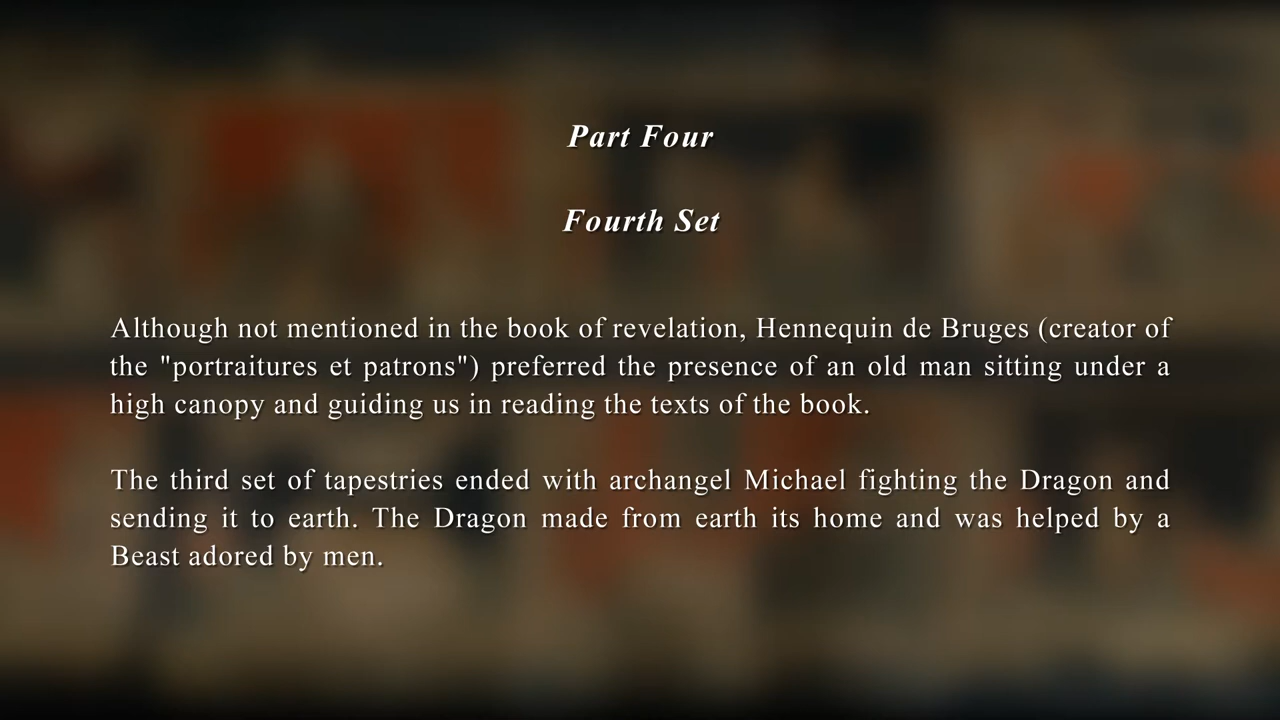 Part Four
Fourth Set
Although not mentioned in the book of revelation, Hennequin de Bruges (creator of
the "portraitures et patrons") preferred the presence of an old man sitting under a
high canopy and guiding us in reading the texts of the book.
The third set of tapestries ended with archangel Michael fighting the Dragon and
sending it to earth. The Dragon made from earth its home and was helped by a
Beast adored by men.